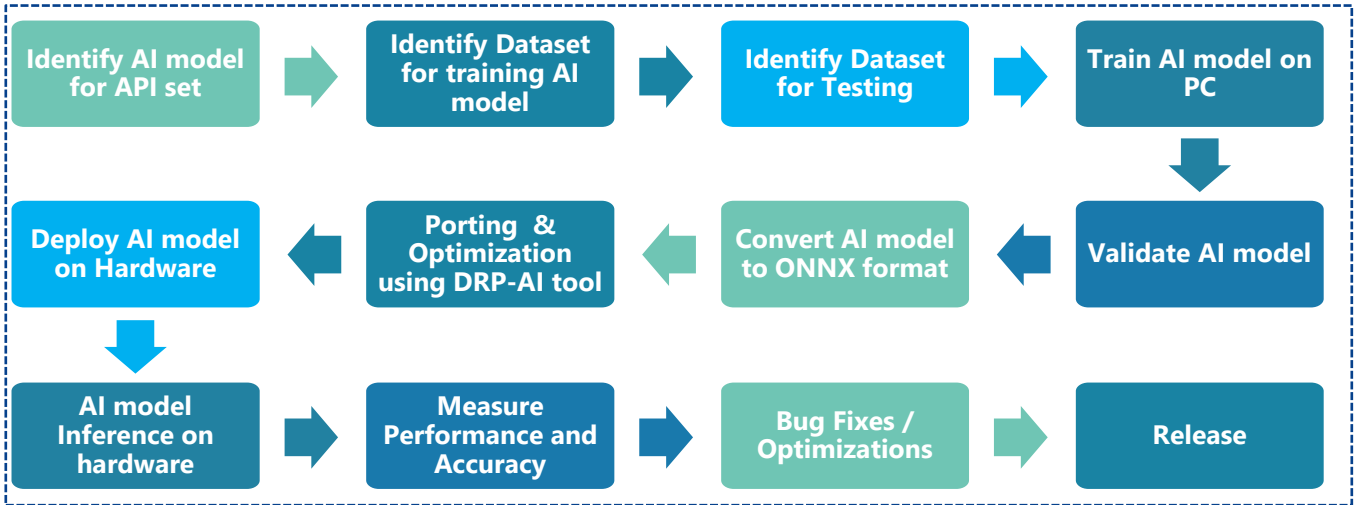 Identify AI model
for API set
Identify Dataset
for training AI
model
Identify Dataset
for Testing
Train AI model on
PC
Deploy AI model
on Hardware
Porting &
Optimization
using DRP-AI tool
Convert AI model
to ONNX format
Validate AI model
AI model
Inference on
hardware
Measure
Performance and
Accuracy
Bug Fixes /
Optimizations
Release